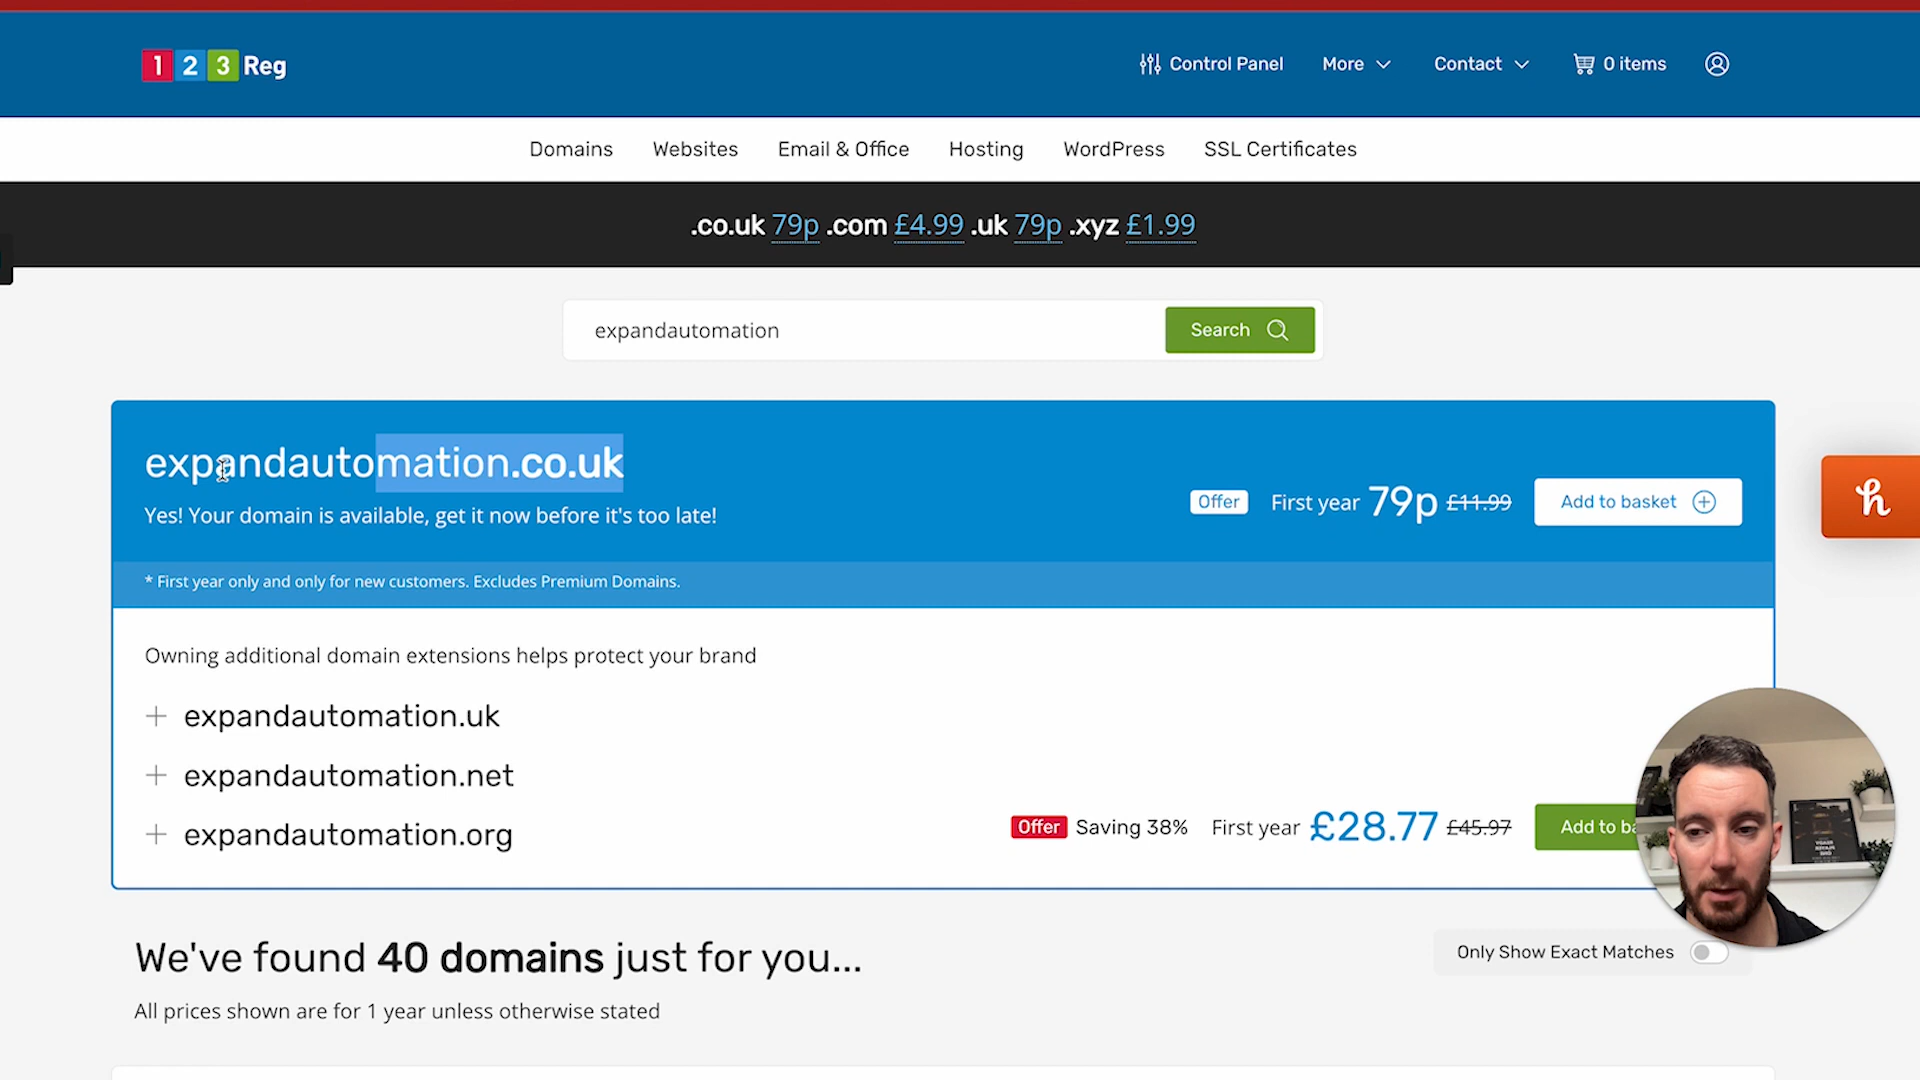 1 2 3 Reg
Control Panel
More
Contact
0 items
Domains
Websites
Email & Office
Hosting
WordPress
SSL Certificates
.co.uk 79p .com £4.99 .uk 79p .xyz £1.99
expandautomation
Search
expandautomation.co.uk
Yes! Your domain is available, get it now before it's too late!
Offer
First year 79p £11.99
Add to basket
* First year only and only for new customers. Excludes Premium Domains.
Owning additional domain extensions helps protect your brand
expandautomation.uk
expandautomation.net
expandautomation.org
Offer
Saving 38%
First year £28.77 £45.97
Add to ba
We've found 40 domains just for you...
Only Show Exact Matches
All prices shown are for 1 year unless otherwise stated